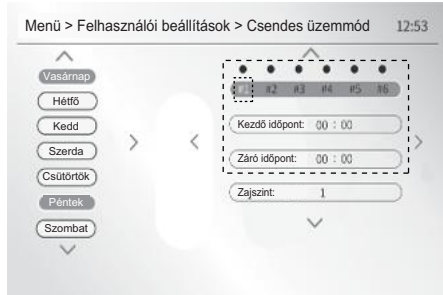 Menü > Felhasználói beállítások > Csendes üzemmód 12:53
Vasárnap
Hétfő
Kedd
Szerda
Csütörtök
Péntek
Szombat
#1 #2 #3 #4 #5 #6
Kezdő időpont: 00 : 00
Záró időpont: 00 : 00
Zajszint: 1